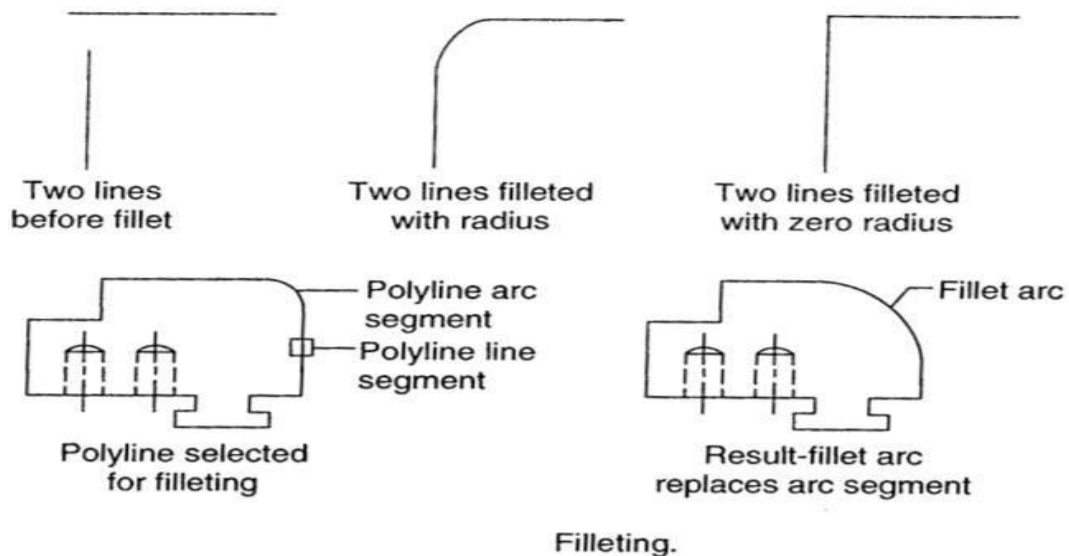 Two lines
before fillet
Two lines filleted
with radius
Two lines filleted
with zero radius
Polyline arc
segment
Polyline line
segment
Polyline selected
for filleting
Fillet arc
Result-fillet arc
replaces arc segment
Filleting.